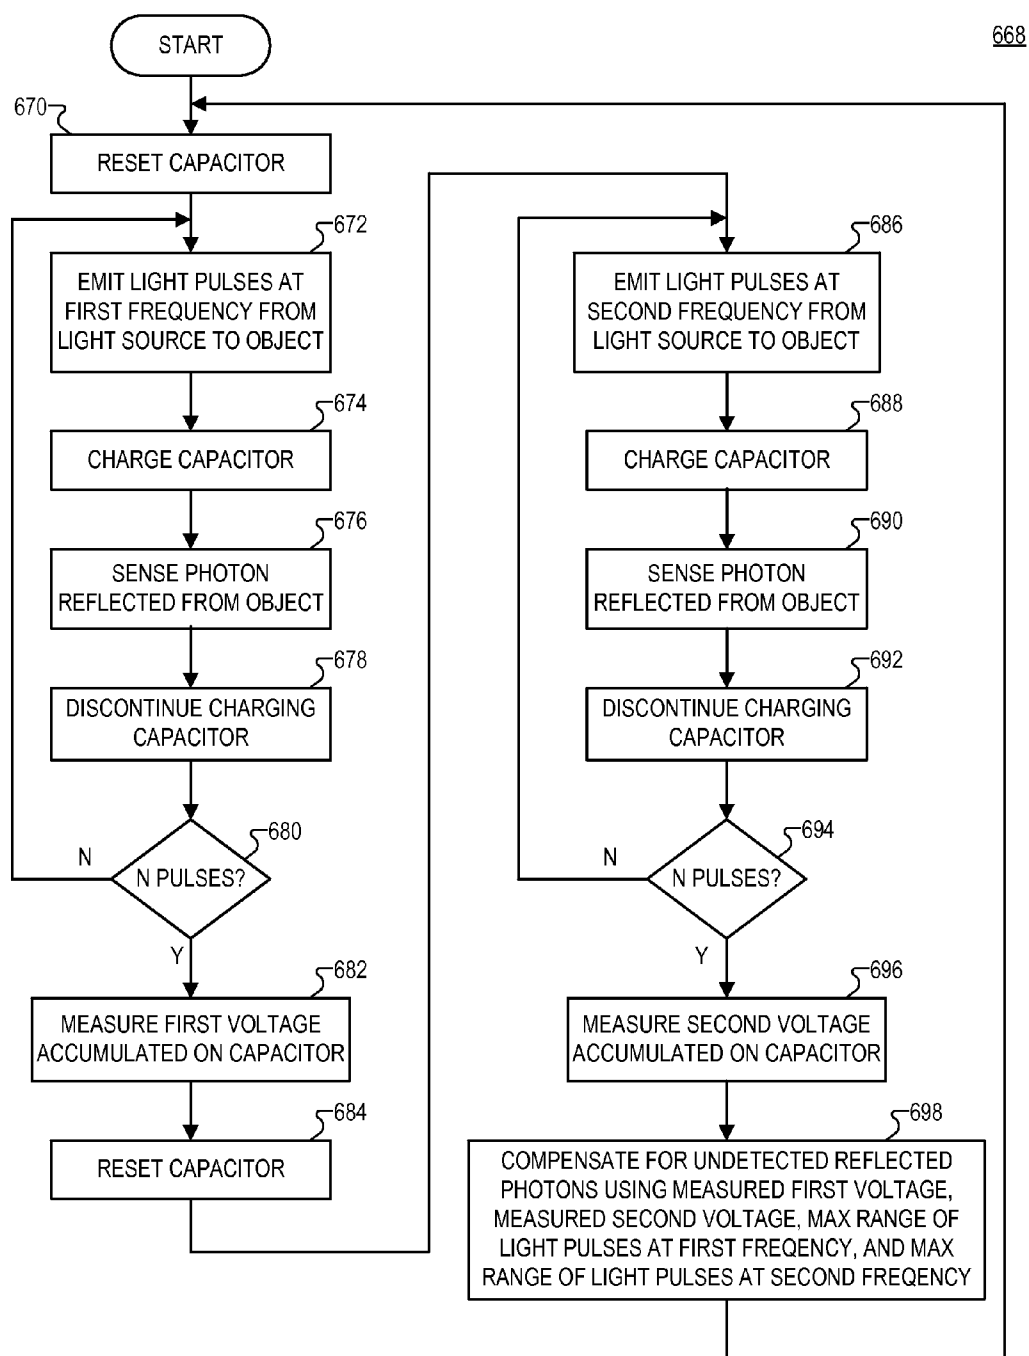 668
START
670
RESET CAPACITOR
672
EMIT LIGHT PULSES AT
FIRST FREQUENCY FROM
LIGHT SOURCE TO OBJECT
674
CHARGE CAPACITOR
676
SENSE PHOTON
REFLECTED FROM OBJECT
678
DISCONTINUE CHARGING
CAPACITOR
680
N PULSES?
N
Y
682
MEASURE FIRST VOLTAGE
ACCUMULATED ON CAPACITOR
684
RESET CAPACITOR
686
EMIT LIGHT PULSES AT
SECOND FREQUENCY FROM
LIGHT SOURCE TO OBJECT
688
CHARGE CAPACITOR
690
SENSE PHOTON
REFLECTED FROM OBJECT
692
DISCONTINUE CHARGING
CAPACITOR
694
N PULSES?
N
Y
696
MEASURE SECOND VOLTAGE
ACCUMULATED ON CAPACITOR
698
COMPENSATE FOR UNDETECTED REFLECTED
PHOTONS USING MEASURED FIRST VOLTAGE,
MEASURED SECOND VOLTAGE, MAX RANGE OF
LIGHT PULSES AT FIRST FREQENCY, AND MAX
RANGE OF LIGHT PULSES AT SECOND FREQENCY